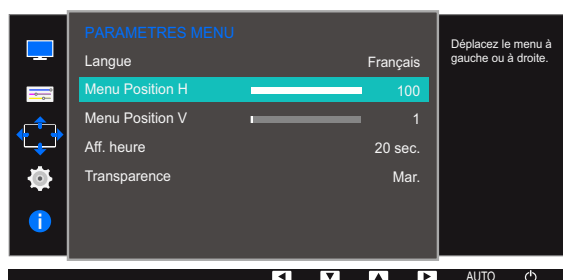 PARAMETRES MENU
Langue Français
Menu Position H 100
Menu Position V 1
Aff. heure 20 sec.
Transparence Mar.
Déplacez le menu à
gauche ou à droite.
AUTO